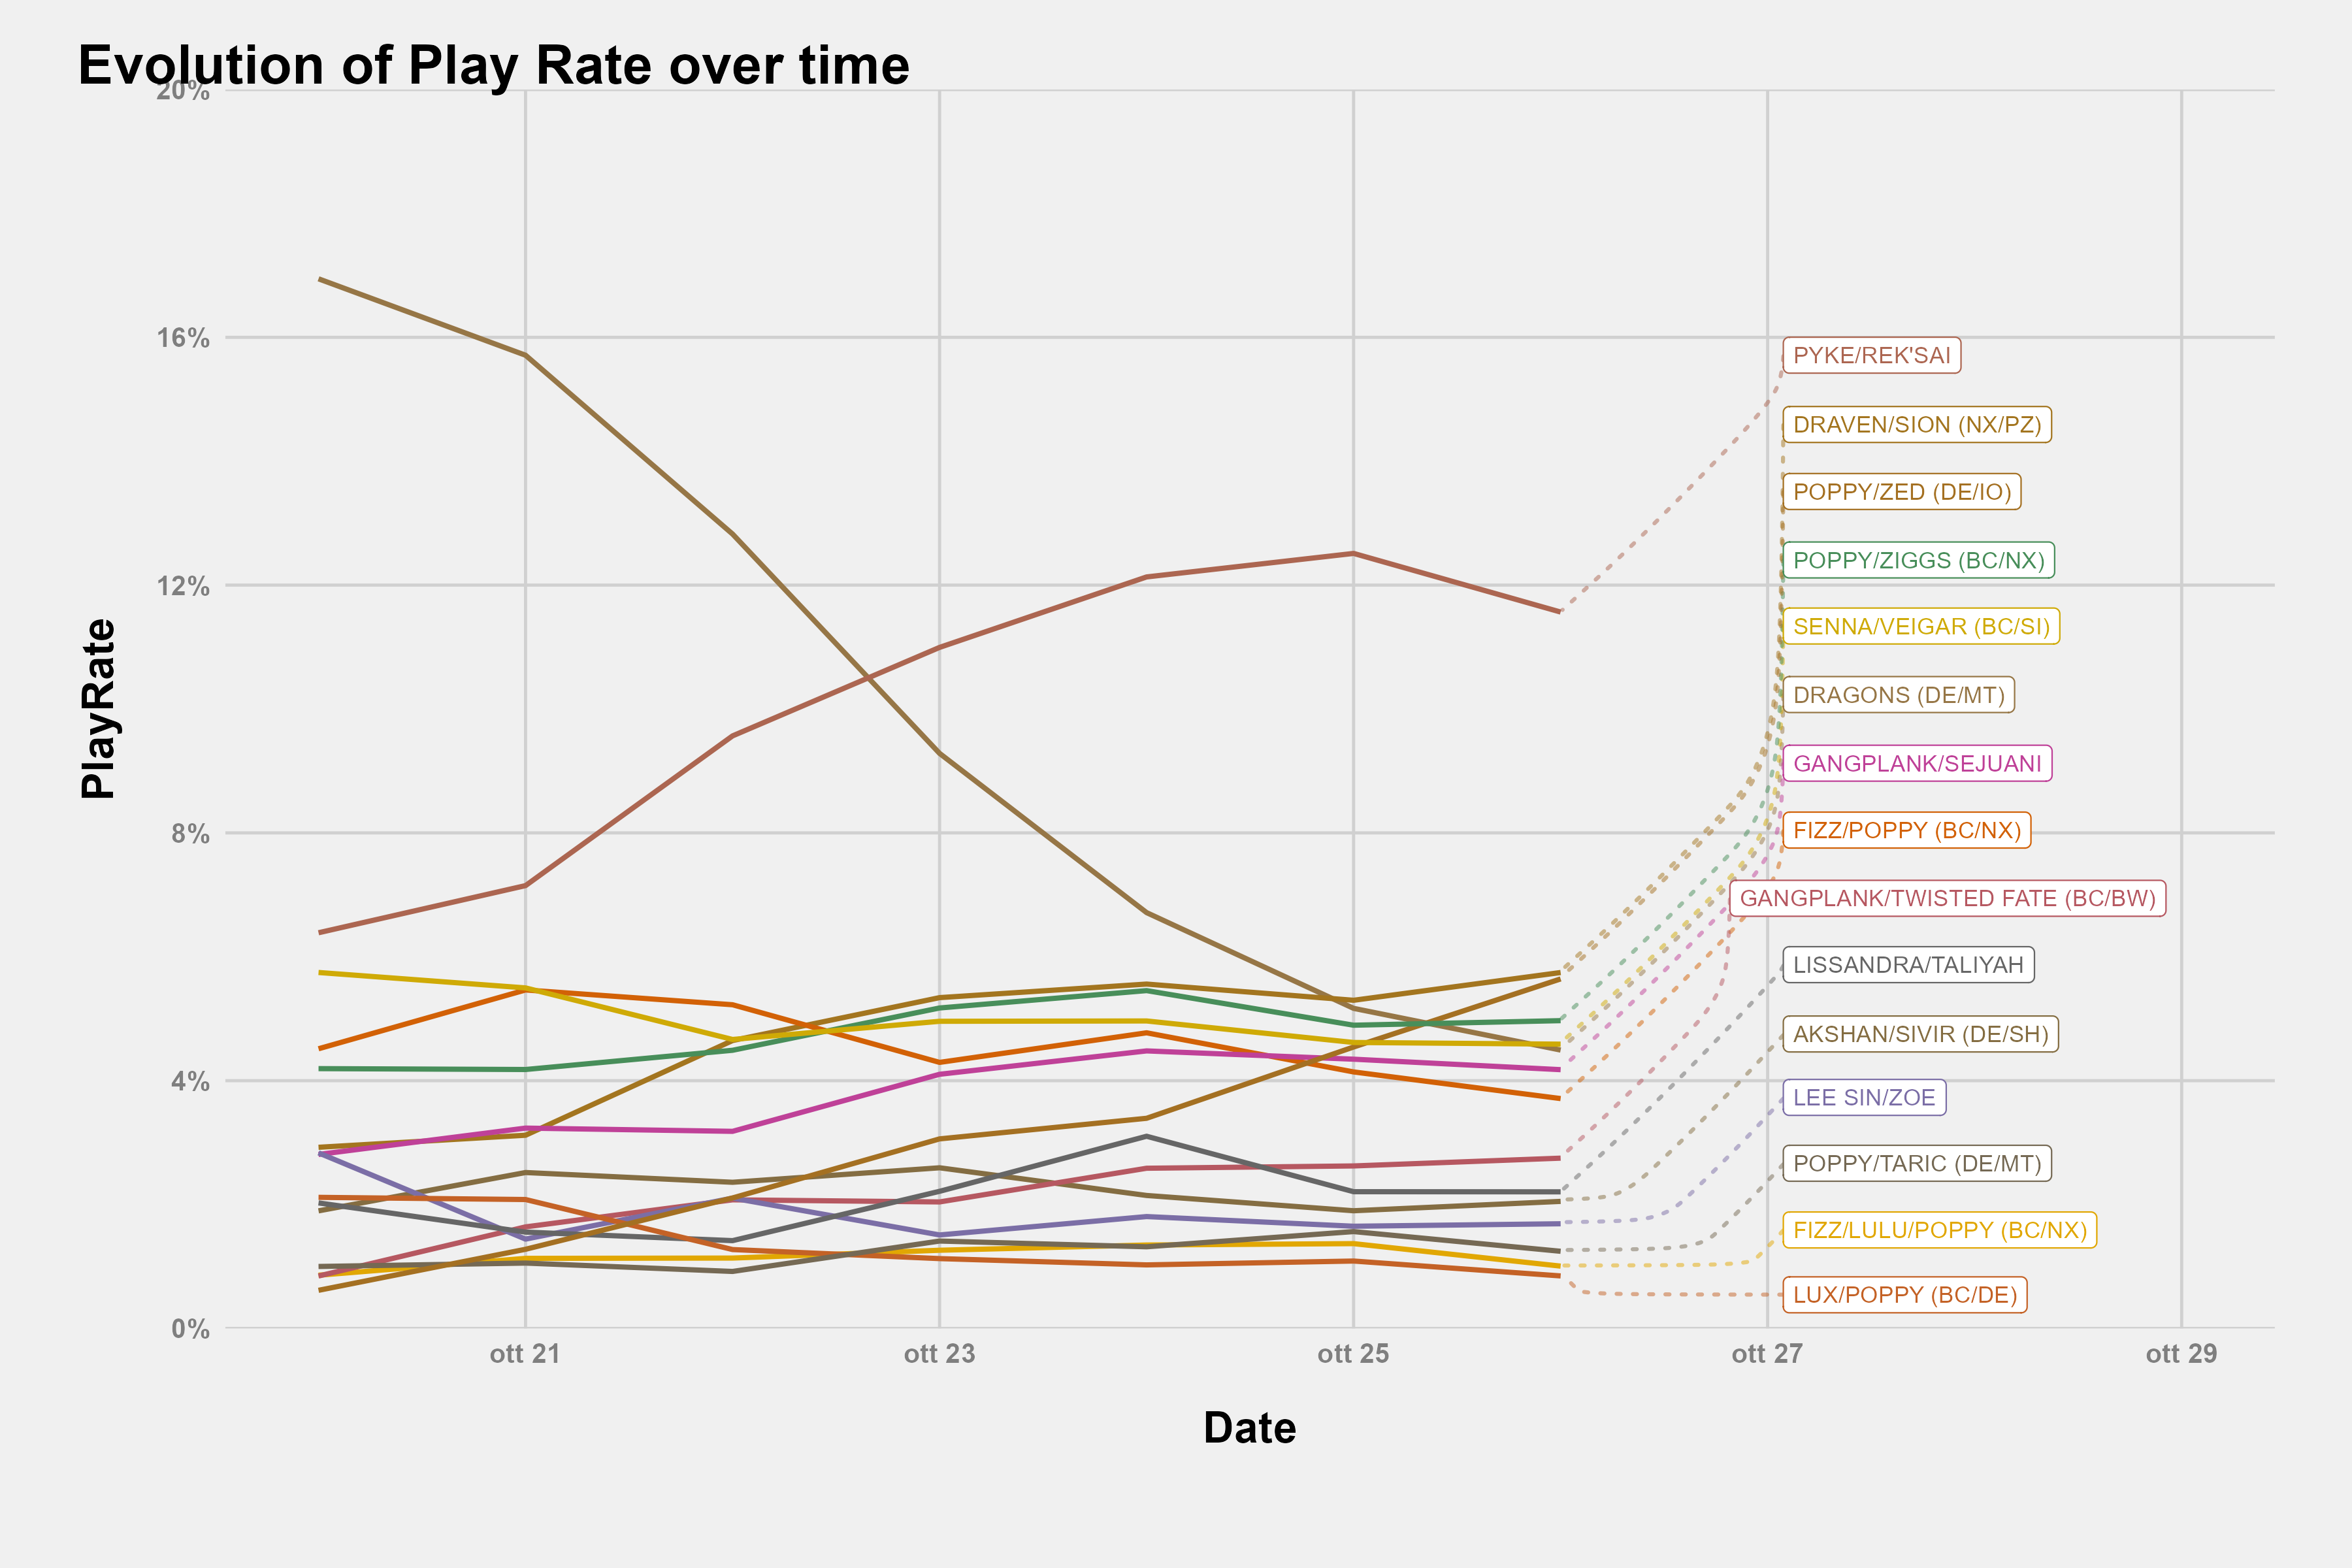 Evolution of Play Rate over time
20%
16%
12%
8%
4%
0%
PlayRate
PYKE/REK'SAI
DRAVEN/SION (NX/PZ)
POPPY/ZED (DE/IO)
POPPY/ZIGGS (BC/NX)
SENNA/VEIGAR (BC/SI)
DRAGONS (DE/MT)
GANGPLANK/SEJUANI
FIZZ/POPPY (BC/NX)
GANGPLANK/TWISTED FATE (BC/BW)
LISSANDRA/TALIYAH
AKSHAN/SIVIR (DE/SH)
LEE SIN/ZOE
POPPY/TARIC (DE/MT)
FIZZ/LULU/POPPY (BC/NX)
LUX/POPPY (BC/DE)
ott 21
ott 23
ott 25
ott 27
ott 29
Date